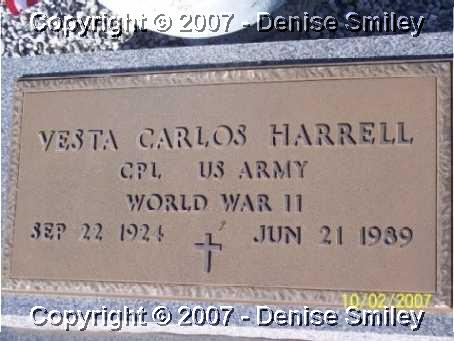 Copyright © 2007 - Denise Smiley
VESTA CARLOS HARRELL
CPL US ARMY
WORLD WAR II
SEP 22 1924 JUN 21 1989
10/02/2007
Copyright © 2007 - Denise Smiley